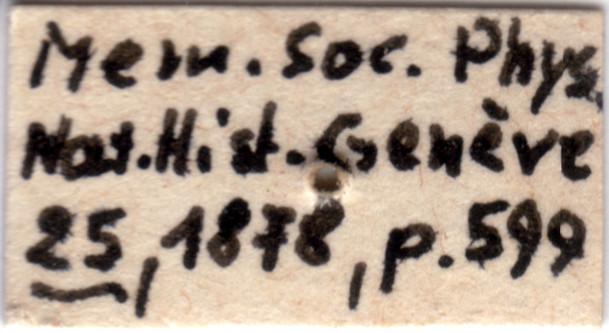 Mem. Soc. Phys.
Nat. Hist. Genève
25, 1878, p. 599